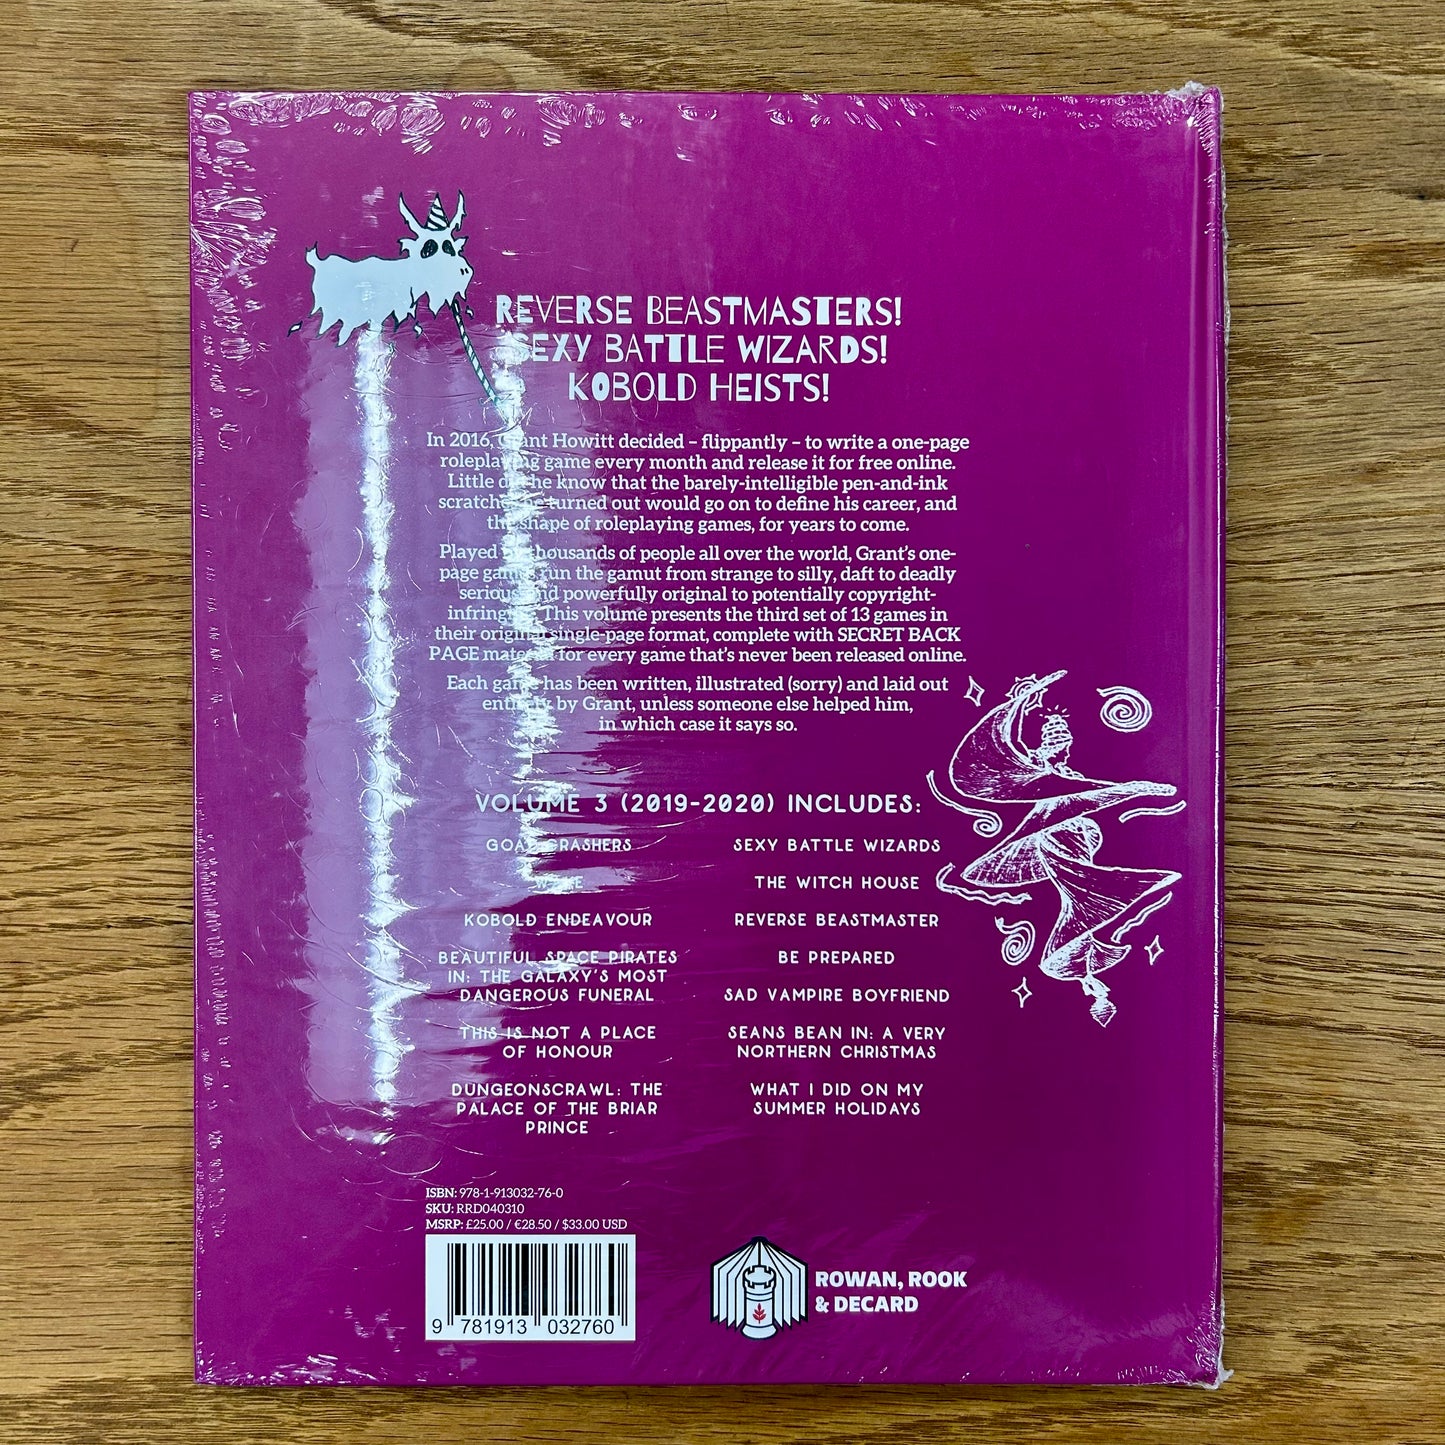 REVERSE BEASTMASTERS!
SEXY BATTLE WIZARDS!
KOBOLD HEISTS!
In 2016, Grant Howitt decided – flippantly – to write a one-page
roleplaying game every month and release it for free online.
Little did he know that the barely-intelligible pen-and-ink
scratches he turned out would go on to define his career, and
the shape of roleplaying games, for years to come.
Played by thousands of people all over the world, Grant's one-
page games run the gamut from strange to silly, daft to deadly
serious and powerfully original to potentially copyright-
infringing. This volume presents the third set of 13 games in
their original single-page format, complete with SECRET BACK
PAGE material for every game that's never been released online.
Each game has been written, illustrated (sorry) and laid out
entirely by Grant, unless someone else helped him,
in which case it says so.
VOLUME 3 (2019-2020) INCLUDES:
GOAT CRASHERS
KOBOLD ENDEAVOUR
BEAUTIFUL SPACE PIRATES
IN: THE GALAXY'S MOST
DANGEROUS FUNERAL
THIS IS NOT A PLACE
OF HONOUR
DUNGEONSCRAWL: THE
PALACE OF THE BRIAR
PRINCE
SEXY BATTLE WIZARDS
THE WITCH HOUSE
REVERSE BEASTMASTER
BE PREPARED
SAD VAMPIRE BOYFRIEND
SEANS BEAN IN: A VERY
NORTHERN CHRISTMAS
WHAT I DID ON MY
SUMMER HOLIDAYS
ISBN: 978-1-913032-76-0
SKU: RRD040310
MSRP: £25.00 / €28.50 / $33.00 USD
9 781913 032760
ROWAN, ROOK
& DECARD